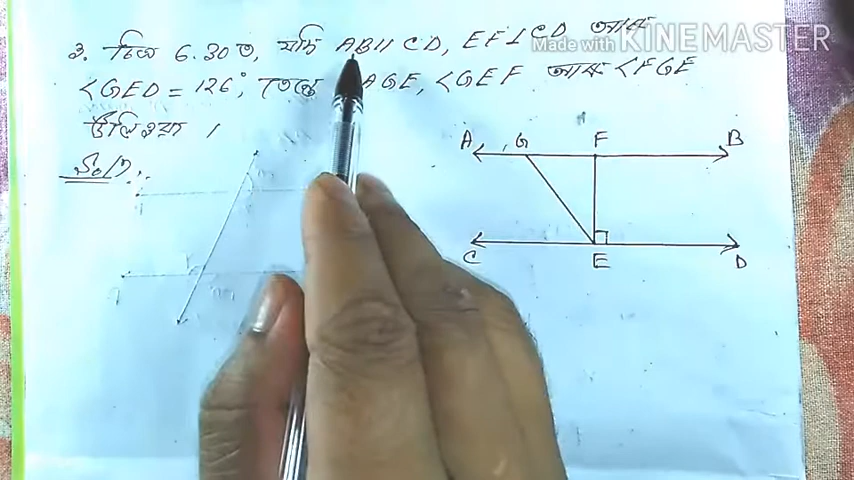 ২. চিত্ৰ 6.30ত, যদি AB || CD, EF ⊥ CD আৰু
∠GED = 126°, তেন্তে AGE, ∠GEF আৰু ∠FGE
উলিওৱা ।
Solⁿ:
A G F B
C E D
Made with KINEMASTER